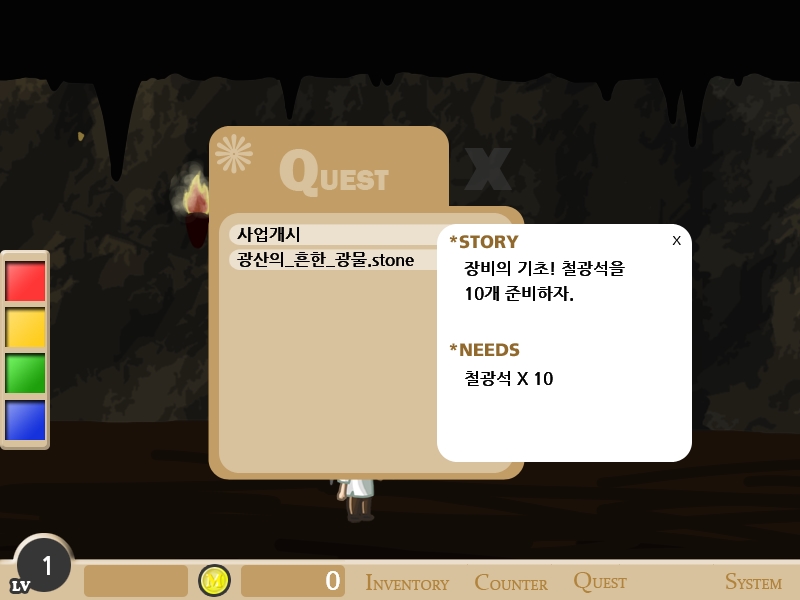 QUEST
X
사업개시
광산의_흔한_광물.stone
*STORY
X
장비의 기초! 철광석을
10개 준비하자.
*NEEDS
철광석 X 10
1
LV
M
0
INVENTORY
COUNTER
QUEST
SYSTEM